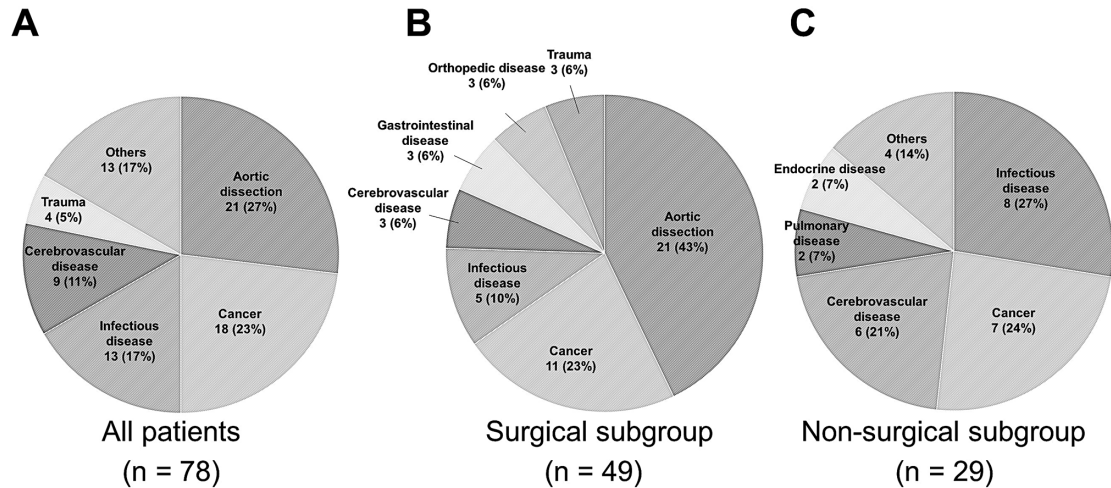 A
Others
13 (17%)
Aortic
dissection
21 (27%)
Trauma
4 (5%)
Cerebrovascular
disease
9 (11%)
Cancer
18 (23%)
Infectious
disease
13 (17%)
All patients
(n = 78)
B
Trauma
3 (6%)
Orthopedic disease
3 (6%)
Gastrointestinal
disease
3 (6%)
Cerebrovascular
disease
3 (6%)
Aortic
dissection
21 (43%)
Infectious
disease
5 (10%)
Cancer
11 (23%)
Surgical subgroup
(n = 49)
C
Others
4 (14%)
Endocrine disease
2 (7%)
Infectious
disease
8 (27%)
Pulmonary
disease
2 (7%)
Cerebrovascular
disease
6 (21%)
Cancer
7 (24%)
Non-surgical subgroup
(n = 29)